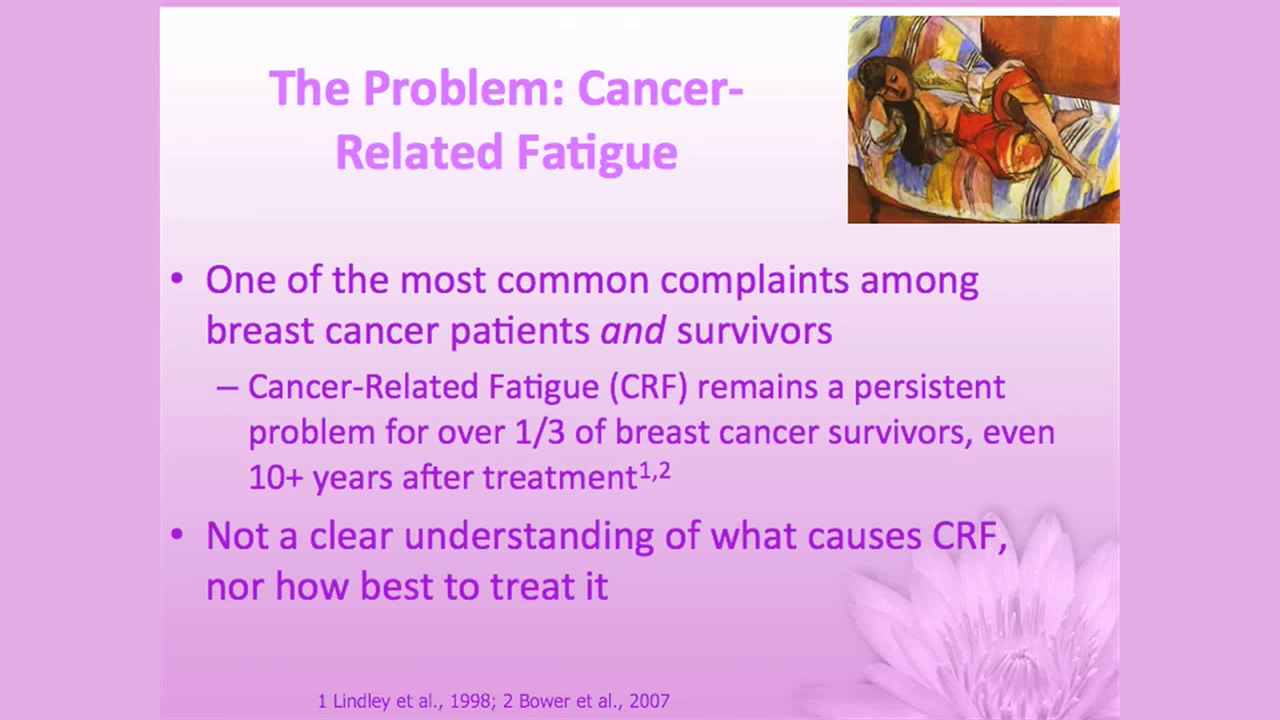 The Problem: Cancer-
Related Fatigue
• One of the most common complaints among
breast cancer patients and survivors
– Cancer-Related Fatigue (CRF) remains a persistent
problem for over 1/3 of breast cancer survivors, even
10+ years after treatment1,2
• Not a clear understanding of what causes CRF,
nor how best to treat it
1 Lindley et al., 1998; 2 Bower et al., 2007